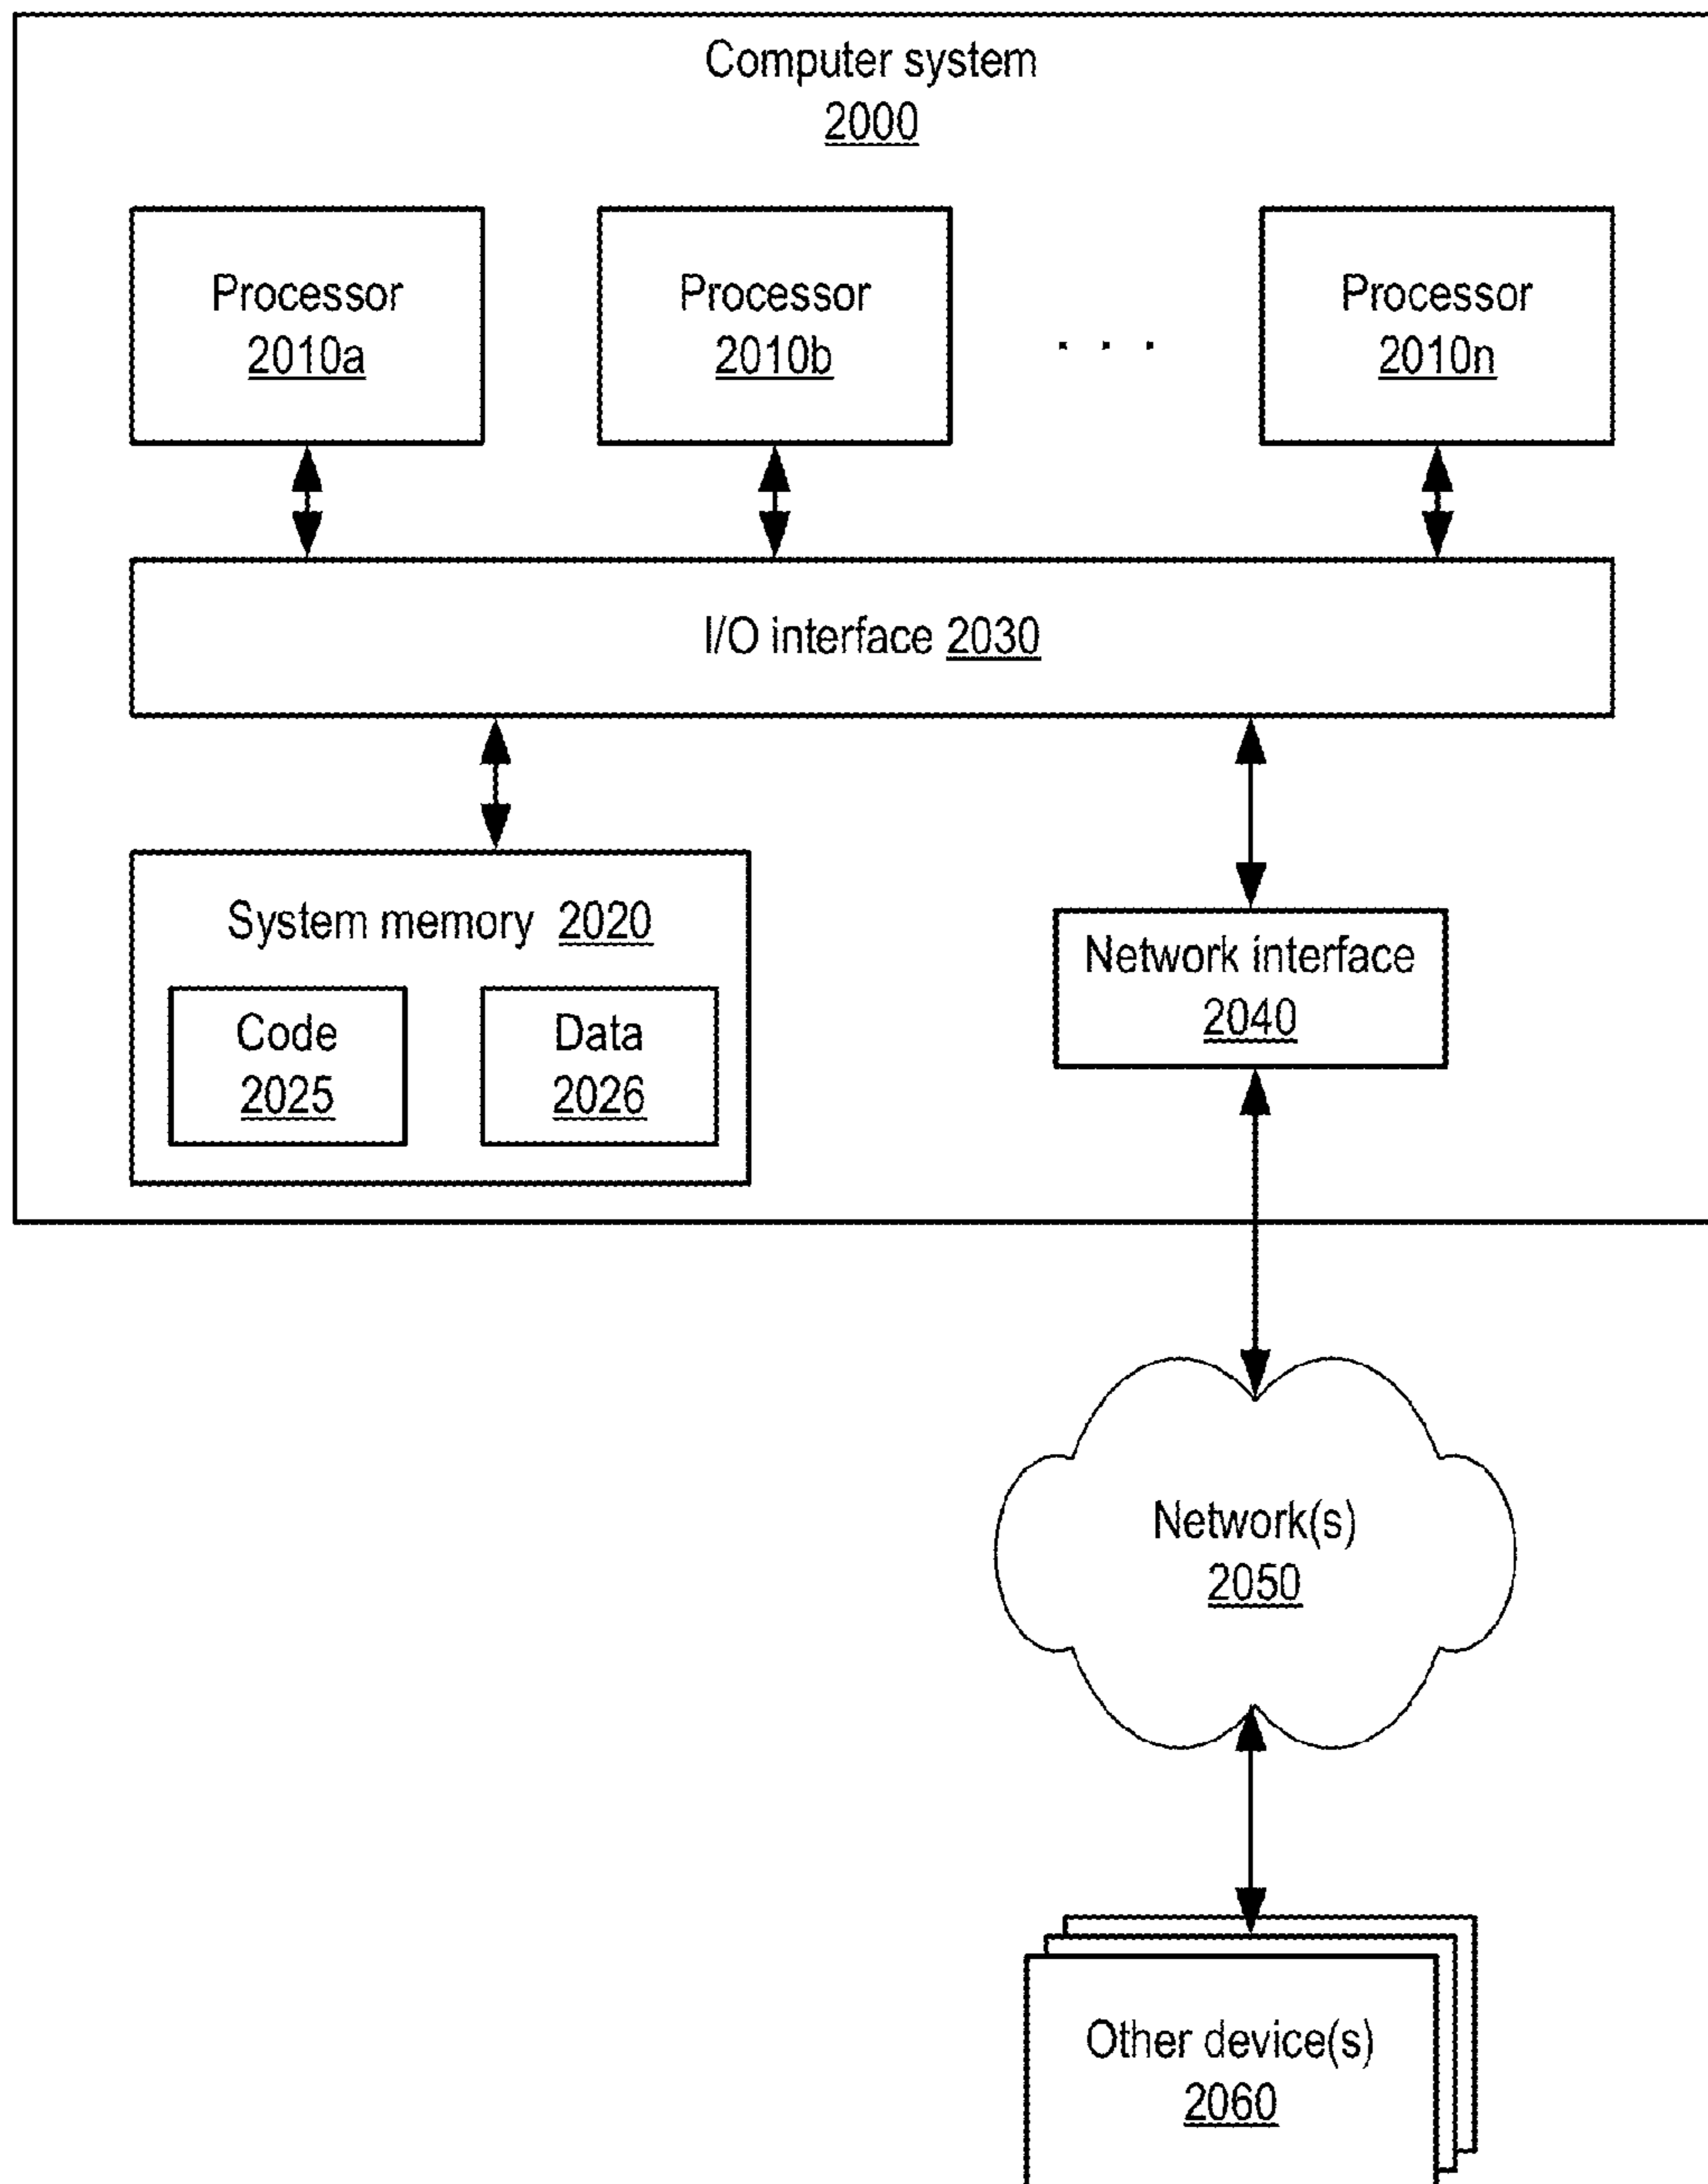 Computer system
2000
Processor
2010a
Processor
2010b
. . .
Processor
2010n
I/O interface 2030
System memory 2020
Code
2025
Data
2026
Network interface
2040
Network(s)
2050
Other device(s)
2060